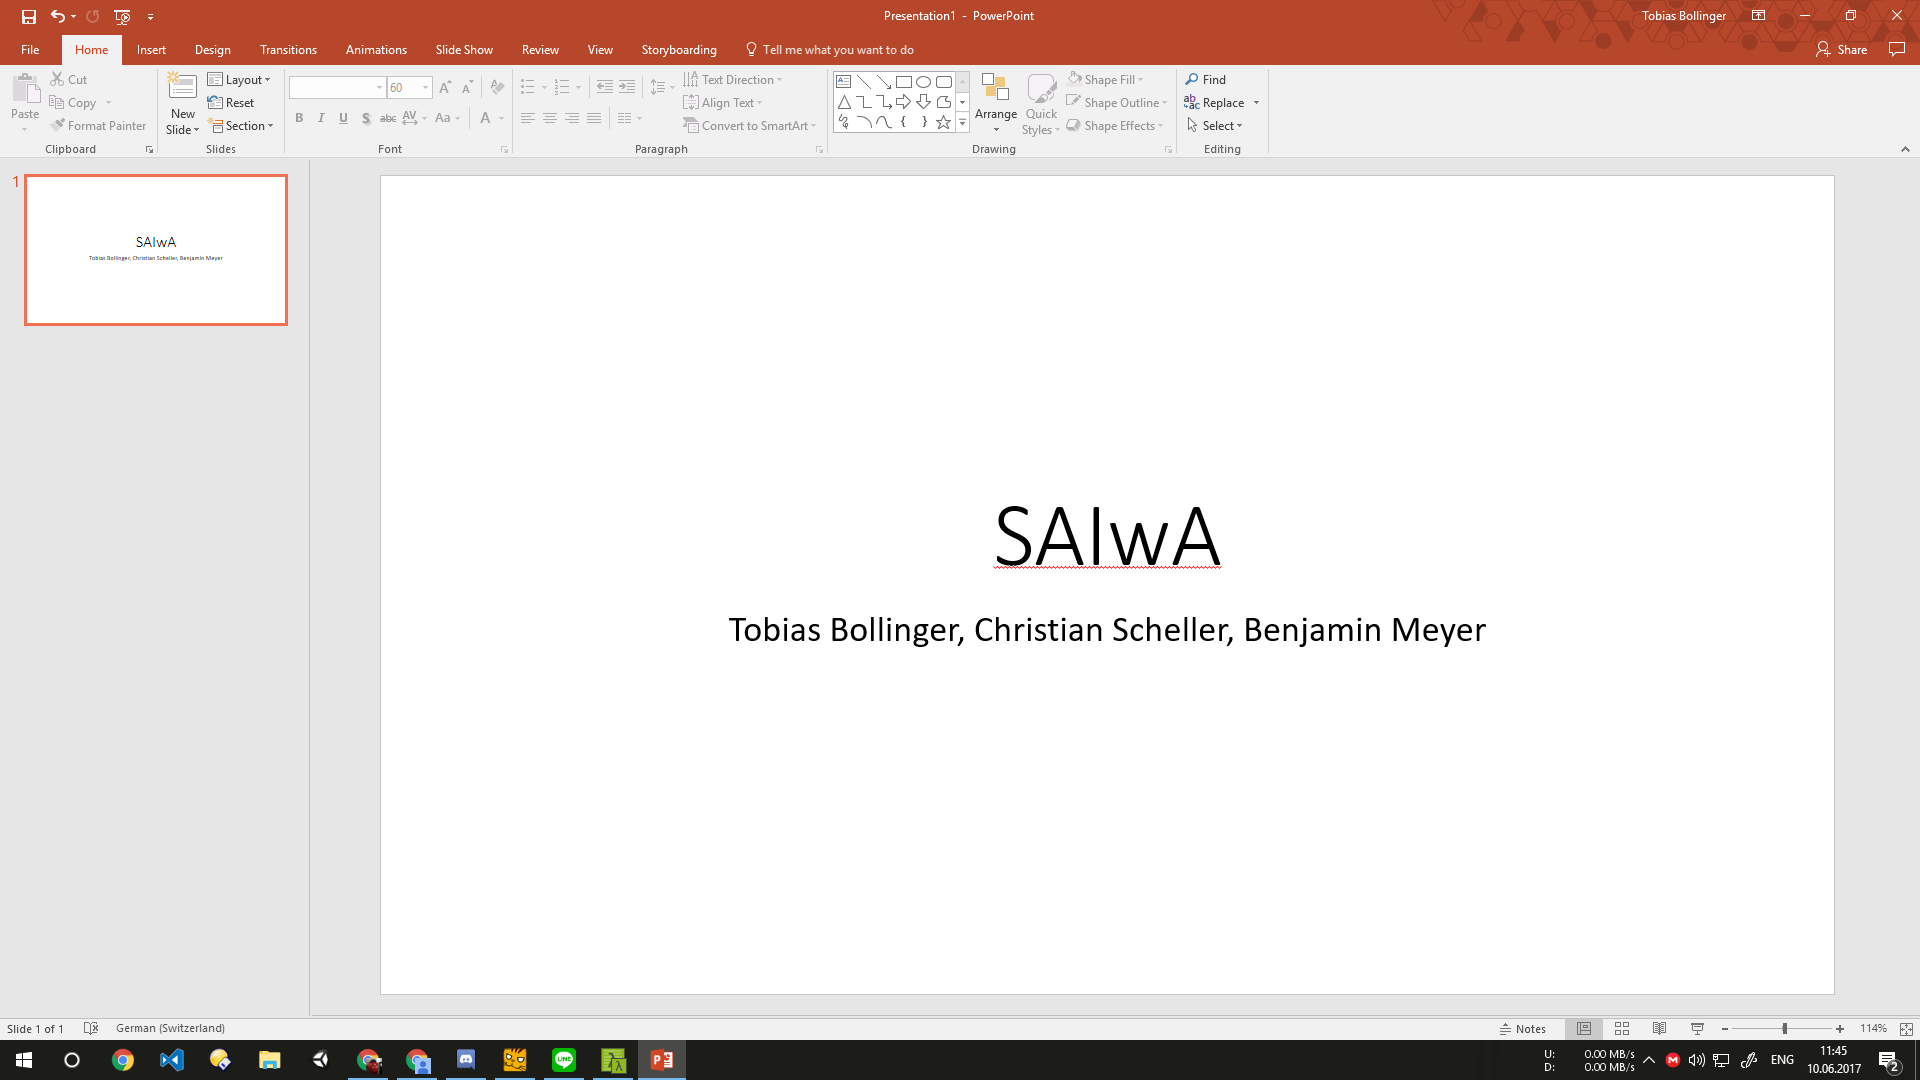 Presentation1 - PowerPoint
Tobias Bollinger
File Home Insert Design Transitions Animations Slide Show Review View Storyboarding Tell me what you want to do Share
Paste
Cut
Copy
Format Painter
Clipboard
New Slide
Layout
Reset
Section
Slides
60
B I U S abc AV Aa A
Font
Text Direction
Align Text
Convert to SmartArt
Paragraph
Arrange
Quick Styles
Shape Fill
Shape Outline
Shape Effects
Drawing
Find
Replace
Select
Editing
1
SAIwA
Tobias Bollinger, Christian Scheller, Benjamin Meyer
SAIwA
Tobias Bollinger, Christian Scheller, Benjamin Meyer
Slide 1 of 1 German (Switzerland) Notes 114%
U: 0.00 MB/s
D: 0.00 MB/s
ENG
11:45
10.06.2017
2